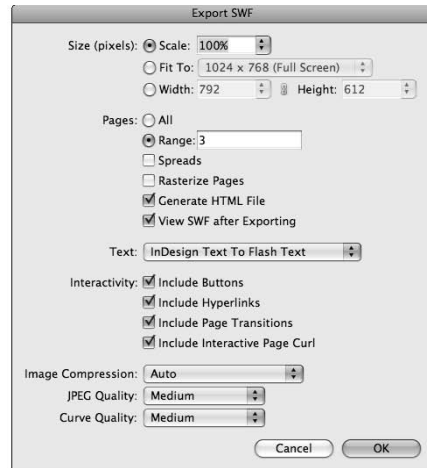 Export SWF
Size (pixels): Scale: 100%
Fit To: 1024 x 768 (Full Screen)
Width: 792 Height: 612
Pages: All
Range: 3
Spreads
Rasterize Pages
Generate HTML File
View SWF after Exporting
Text: InDesign Text To Flash Text
Interactivity: Include Buttons
Include Hyperlinks
Include Page Transitions
Include Interactive Page Curl
Image Compression: Auto
JPEG Quality: Medium
Curve Quality: Medium
Cancel OK